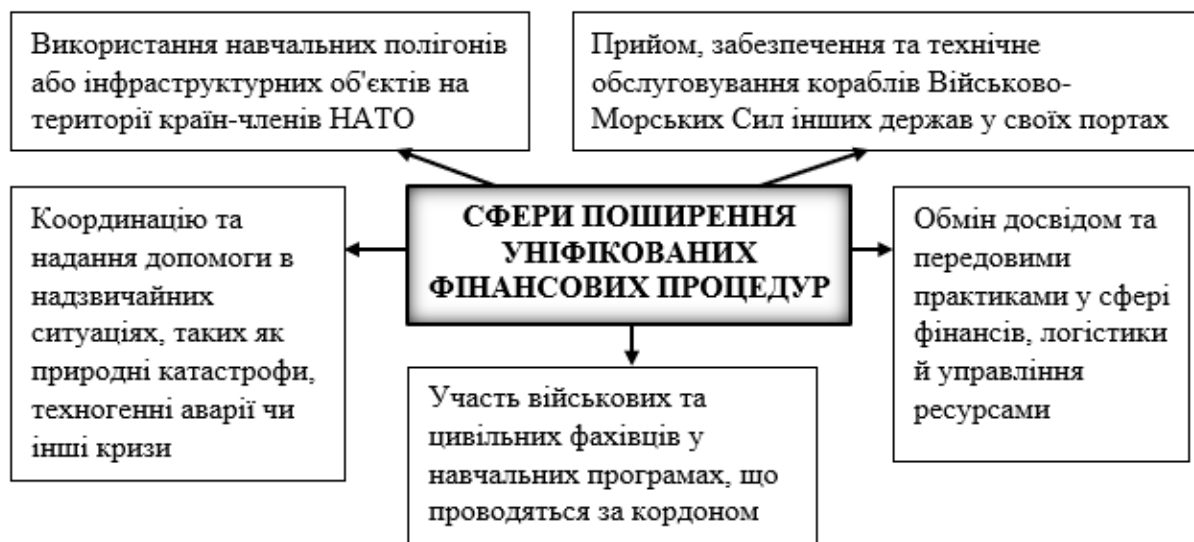 Використання навчальних полігонів
або інфраструктурних об'єктів на
території країн-членів НАТО
Прийом, забезпечення та технічне
обслуговування кораблів Військово-
Морських Сил інших держав у своїх портах
СФЕРИ ПОШИРЕННЯ
УНІФІКОВАНИХ
ФІНАНСОВИХ ПРОЦЕДУР
Координацію та
надання допомоги в
надзвичайних
ситуаціях, таких як
природні катастрофи,
техногенні аварії чи
інші кризи
Обмін досвідом та
передовими
практиками у сфері
фінансів, логістики
й управління
ресурсами
Участь військових та
цивільних фахівців у
навчальних програмах, що
проводяться за кордоном